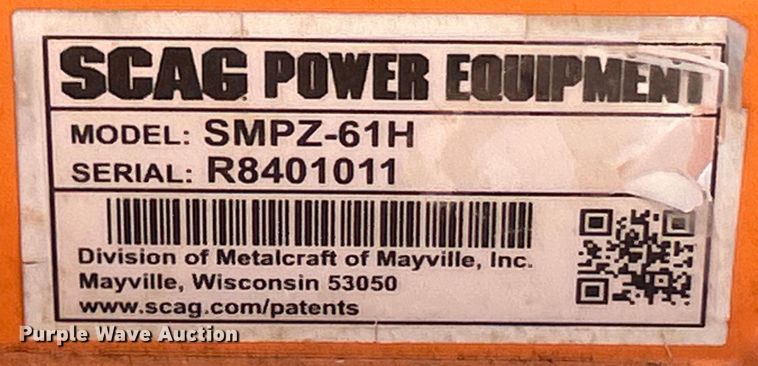 SCAG POWER EQUIPMENT
MODEL: SMPZ-61H
SERIAL: R8401011
Division of Metalcraft of Mayville, Inc.
Mayville, Wisconsin 53050
www.scag.com/patents
Purple Wave Auction